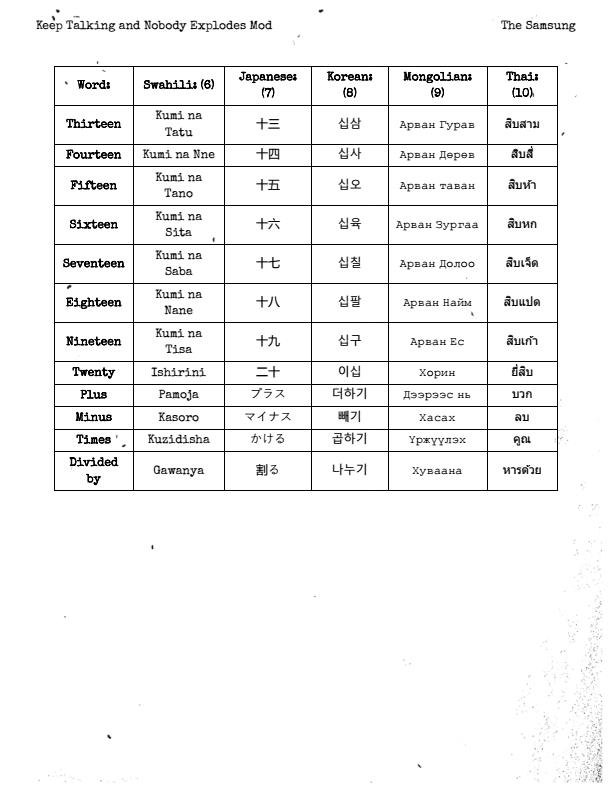 Keep Talking and Nobody Explodes Mod The Samsung
Word: Swahili: (6) Japanese: (7) Korean: (8) Mongolian: (9) Thai: (10)
Thirteen Kumi na Tatu 十三 십삼 Арван Гурав สิบสาม
Fourteen Kumi na Nne 十四 십사 Арван Дөрөв สิบสี่
Fifteen Kumi na Tano 十五 십오 Арван таван สิบห้า
Sixteen Kumi na Sita 十六 십육 Арван Зургаа สิบหก
Seventeen Kumi na Saba 十七 십칠 Арван Долоо สิบเจ็ด
Eighteen Kumi na Nane 十八 십팔 Арван Найм สิบแปด
Nineteen Kumi na Tisa 十九 십구 Арван Ес สิบเก้า
Twenty Ishirini 二十 이십 Хорин ยี่สิบ
Plus Pamoja プラス 더하기 Дээрээс нь บวก
Minus Kasoro マイナス 빼기 Хасах ลบ
Times Kuzidisha かける 곱하기 Үржүүлэх คูณ
Divided by Gawanya 割る 나누기 Хуваана หารด้วย